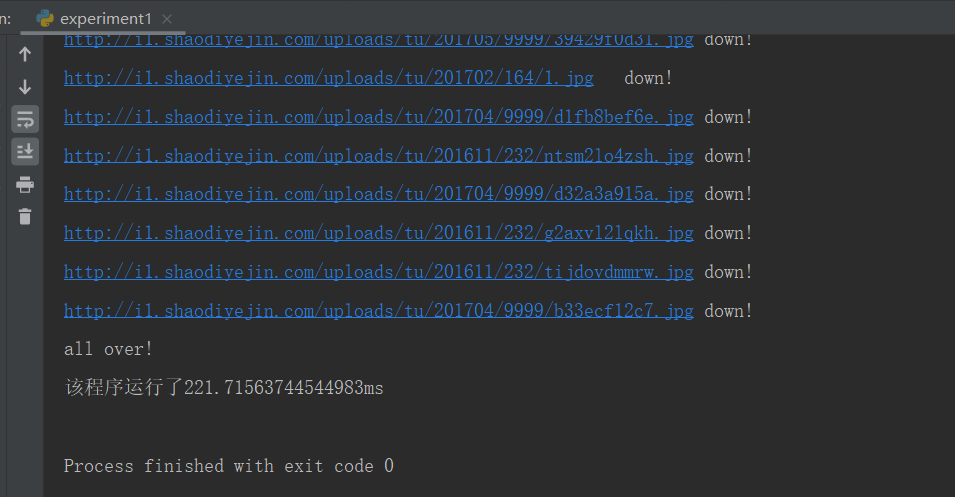 n: experiment1
http://i1.shaodiyejin.com/uploads/tu/201705/9999/39429f0d31.jpg down!
http://i1.shaodiyejin.com/uploads/tu/201702/164/1.jpg down!
http://i1.shaodiyejin.com/uploads/tu/201704/9999/d1fb8bef6e.jpg down!
http://i1.shaodiyejin.com/uploads/tu/201611/232/ntsm2lo4zsh.jpg down!
http://i1.shaodiyejin.com/uploads/tu/201704/9999/d32a3a915a.jpg down!
http://i1.shaodiyejin.com/uploads/tu/201611/232/g2axvl2lqkh.jpg down!
http://i1.shaodiyejin.com/uploads/tu/201611/232/tijdovdmmrw.jpg down!
http://i1.shaodiyejin.com/uploads/tu/201704/9999/b33ecf12c7.jpg down!
all over!
该程序运行了221.71563744544983ms
Process finished with exit code 0